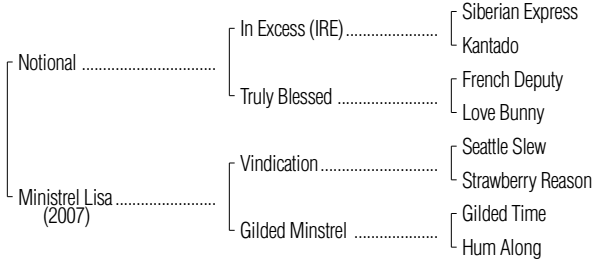 Siberian Express
In Excess (IRE)......................
Kantado
Notional ................................
French Deputy
Truly Blessed ........................
Love Bunny
Seattle Slew
Vindication............................
Strawberry Reason
Ministrel Lisa........................
(2007)
Gilded Time
Gilded Minstrel ....................
Hum Along